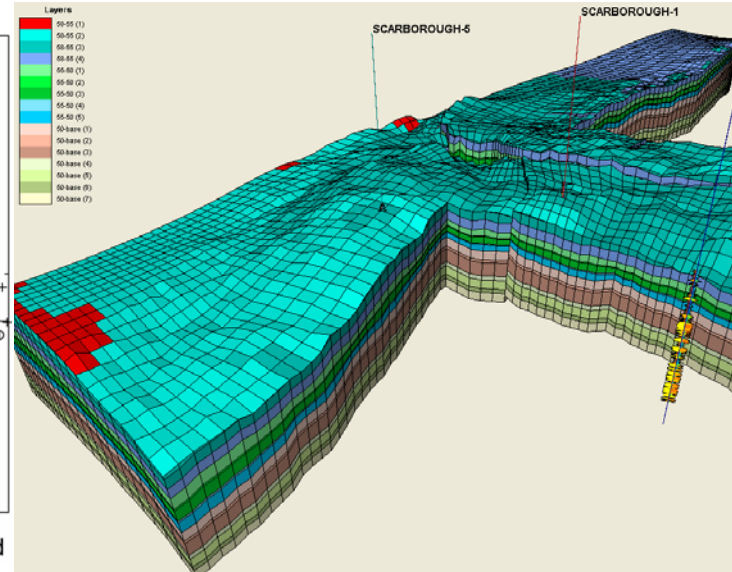 Layers
50-55 (1)
50-55 (2)
50-55 (3)
50-55 (4)
55-50 (1)
55-50 (2)
55-50 (3)
55-50 (4)
55-50 (5)
50-base (1)
50-base (2)
50-base (3)
50-base (4)
50-base (5)
50-base (6)
50-base (7)
SCARBOROUGH-5
SCARBOROUGH-1
A